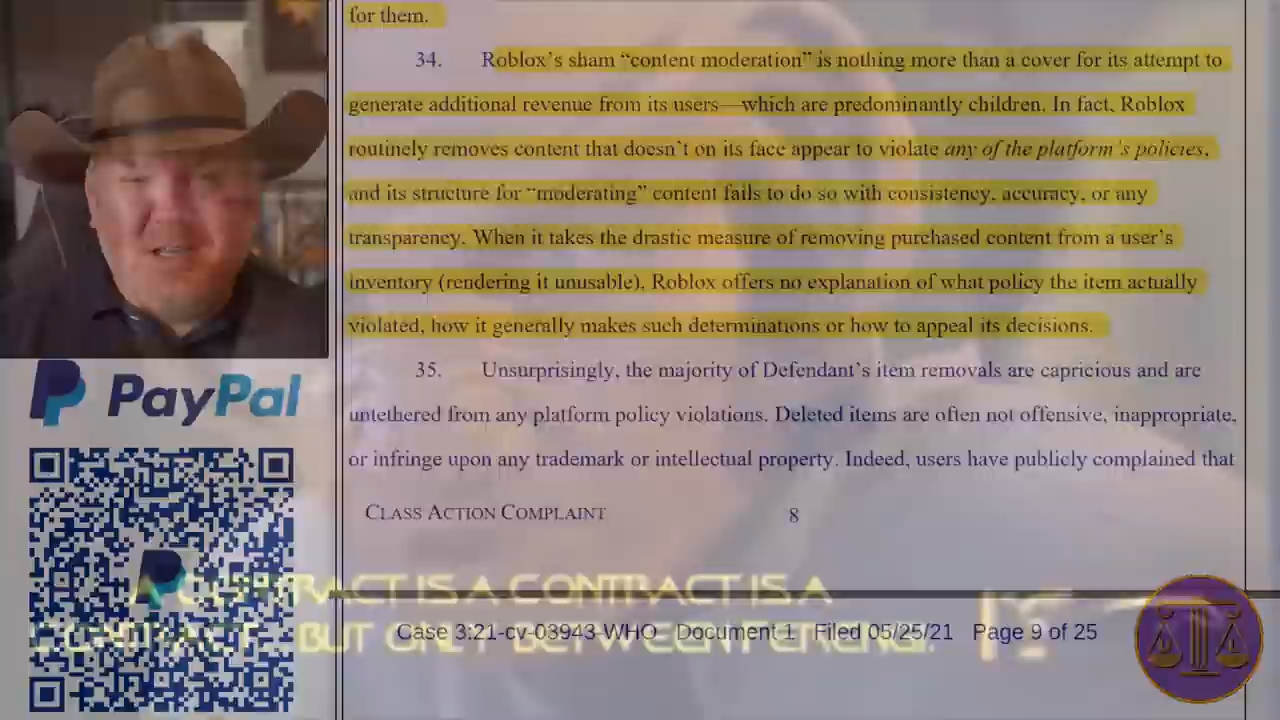 for them.
34. Roblox's sham “content moderation” is nothing more than a cover for its attempt to
generate additional revenue from its users—which are predominantly children. In fact, Roblox
routinely removes content that doesn't on its face appear to violate any of the platform's policies,
and its structure for “moderating” content fails to do so with consistency, accuracy, or any
transparency. When it takes the drastic measure of removing purchased content from a user's
inventory (rendering it unusable), Roblox offers no explanation of what policy the item actually
violated, how it generally makes such determinations or how to appeal its decisions.
35. Unsurprisingly, the majority of Defendant's item removals are capricious and are
untethered from any platform policy violations. Deleted items are often not offensive, inappropriate,
or infringe upon any trademark or intellectual property. Indeed, users have publicly complained that
CLASS ACTION COMPLAINT 8
PayPal
A CONTRACT IS A CONTRACT IS A
CONTRACT BUT ONLY BETWEEN FERENGI.
Case 3:21-cv-03943-WHO Document 1 Filed 05/25/21 Page 9 of 25